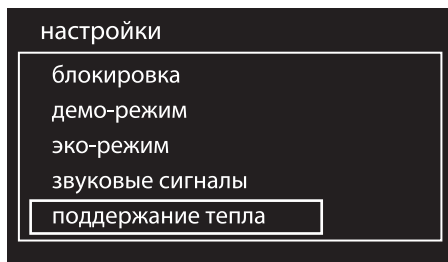 настройки
блокировка
демо-режим
эко-режим
звуковые сигналы
поддержание тепла